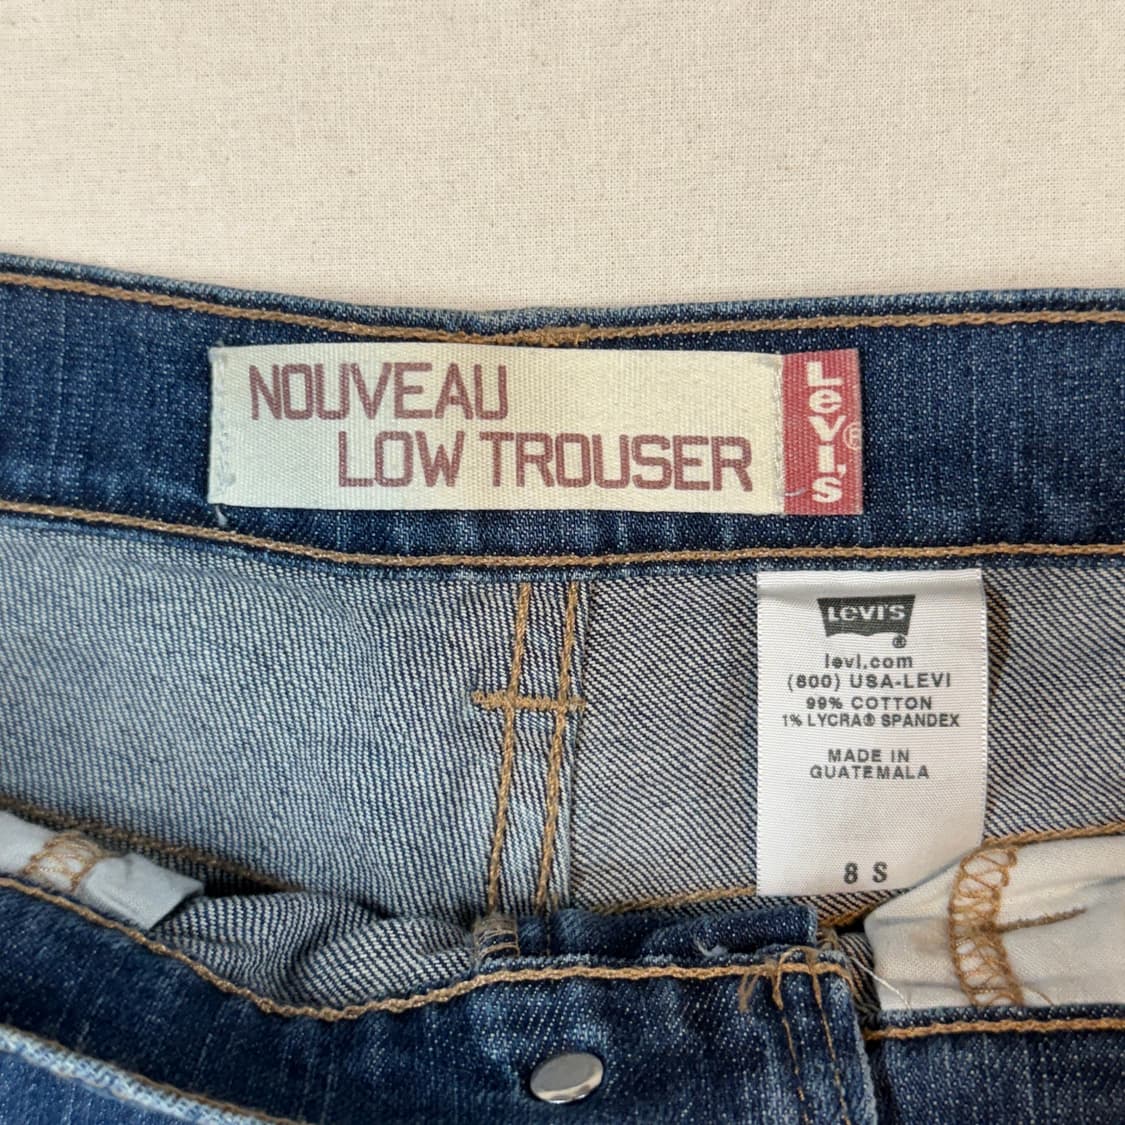 NOUVEAU
LOW TROUSER
Levi's®
LEVI'S
®
levi.com
(800) USA-LEVI
99% COTTON
1% LYCRA® SPANDEX
MADE IN
GUATEMALA
8 S